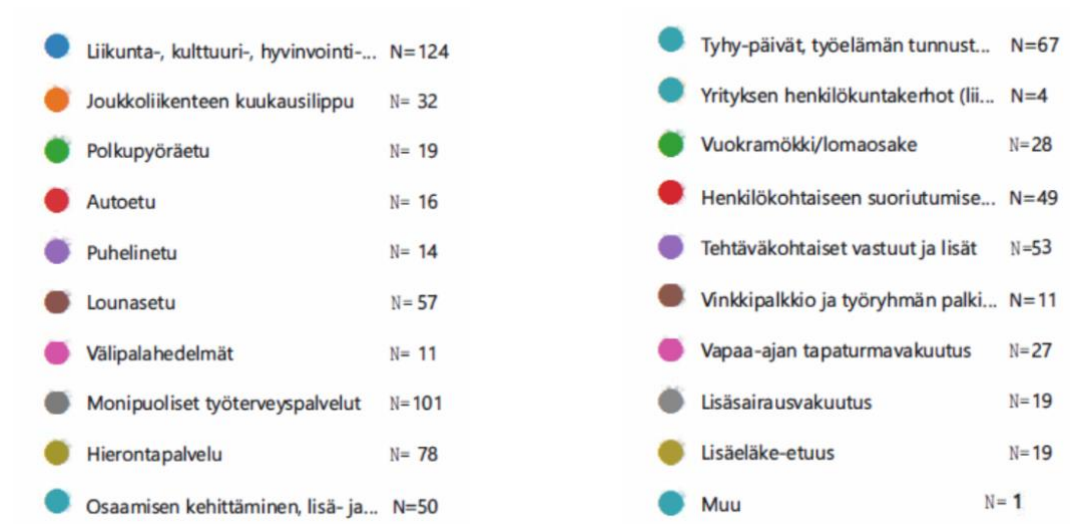 Liikunta-, kulttuuri-, hyvinvointi-... N=124
Joukkoliikenteen kuukausilippu N= 32
Polkupyöräetu N= 19
Autoetu N= 16
Puhelinetu N= 14
Lounasetu N= 57
Välipalahedelmät N= 11
Monipuoliset työterveyspalvelut N=101
Hierontapalvelu N= 78
Osaamisen kehittäminen, lisä- ja... N=50
Tyhy-päivät, työelämän tunnust... N=67
Yrityksen henkilökuntakerhot (lii... N=4
Vuokramökki/lomaosake N=28
Henkilökohtaiseen suoriutumise... N=49
Tehtäväkohtaiset vastuut ja lisät N=53
Vinkkipalkkio ja työryhmän palki... N=11
Vapaa-ajan tapaturmavakuutus N=27
Lisäsairausvakuutus N=19
Lisäeläke-etuus N=19
Muu N= 1